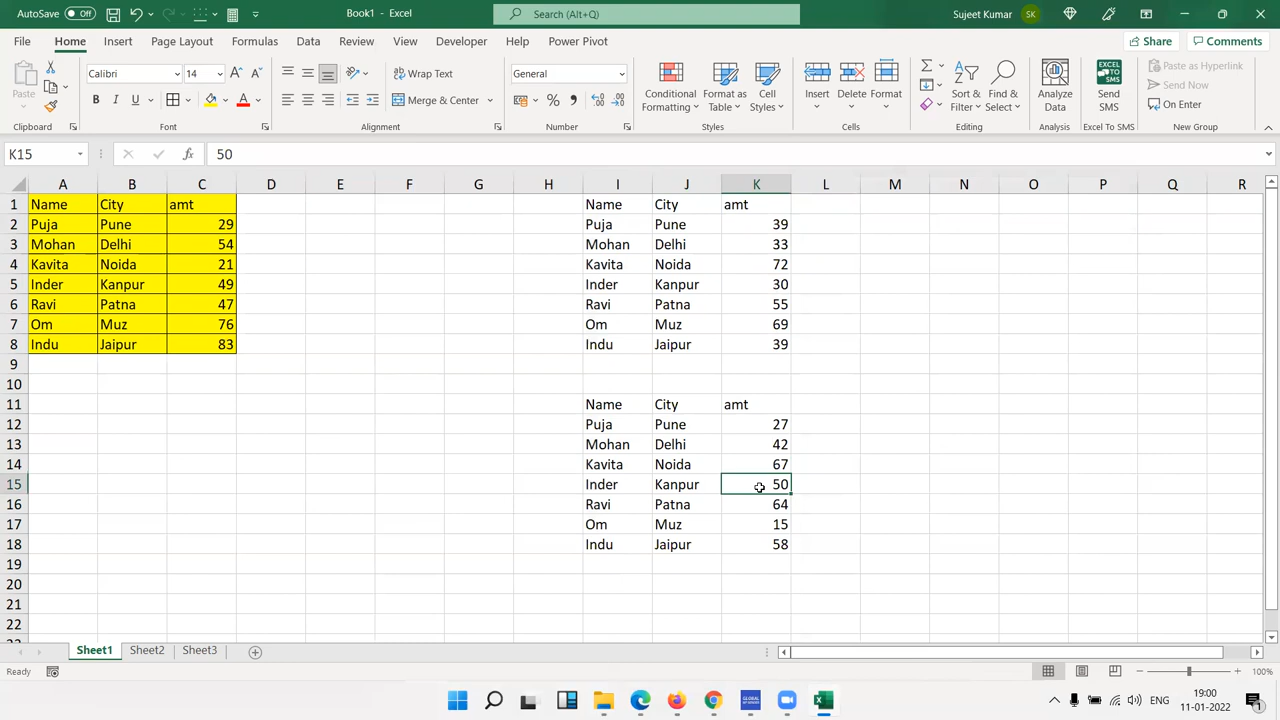 AutoSave Off Book1 - Excel Search (Alt+Q) Sujeet Kumar SK
File Home Insert Page Layout Formulas Data Review View Developer Help Power Pivot Share Comments
Paste Calibri 14 Wrap Text General Conditional Formatting Format as Table Cell Styles Insert Delete Format Sort & Filter Find & Select Analyze Data Send SMS Paste as Hyperlink
B I U A Merge & Center % Send Now
On Enter
Clipboard Font Alignment Number Styles Cells Editing Analysis Excel To SMS New Group
K15 fx 50
A B C D E F G H I J K L M N O P Q R
1 Name City amt Name City amt
2 Puja Pune 29 Puja Pune 39
3 Mohan Delhi 54 Mohan Delhi 33
4 Kavita Noida 21 Kavita Noida 72
5 Inder Kanpur 49 Inder Kanpur 30
6 Ravi Patna 47 Ravi Patna 55
7 Om Muz 76 Om Muz 69
8 Indu Jaipur 83 Indu Jaipur 39
9
10
11 Name City amt
12 Puja Pune 27
13 Mohan Delhi 42
14 Kavita Noida 67
15 Inder Kanpur 50
16 Ravi Patna 64
17 Om Muz 15
18 Indu Jaipur 58
19
20
21
22
Sheet1 Sheet2 Sheet3
Ready 100%
ENG 19:00
11-01-2022